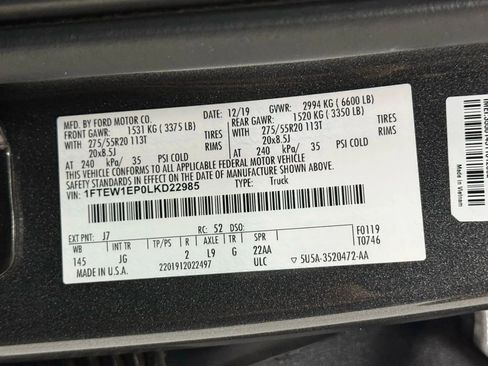 MFD. BY FORD MOTOR CO.
12/19 GVWR: 2994 KG ( 6600 LB)
FRONT GAWR: 1531 KG ( 3375 LB)
REAR GAWR: 1520 KG ( 3350 LB)
WITH 275/55R20 113T TIRES
20x8.5J RIMS
AT 240 kPa/ 35 PSI COLD
WITH 275/55R20 113T TIRES
20x8.5J RIMS
AT 240 kPa/ 35 PSI COLD
THIS VEHICLE CONFORMS TO ALL APPLICABLE FEDERAL MOTOR VEHICLE
SAFETY STANDARDS IN EFFECT ON THE DATE OF MANUFACTURE SHOWN ABOVE.
VIN: 1FTEW1EP0LKD22985
TYPE: Truck
EXT PNT: J7 RC: 52 DSO:
WB INT TR TP/PS R AXLE TR SPR
145 JG 2 L9 G 22AA
MADE IN U.S.A. 2201912022497 ULC
F0119
T0746
▽ 5U5A-3520472-AA
Made in Vietnam